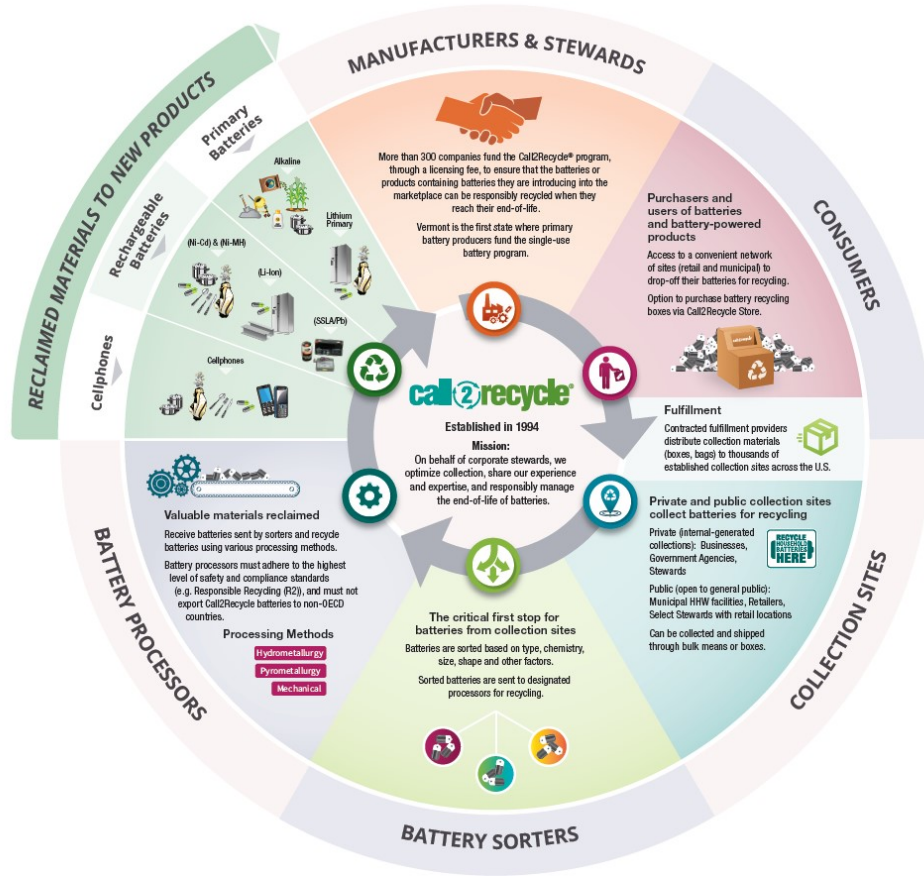 MANUFACTURERS & STEWARDS
More than 300 companies fund the Call2Recycle® program,
through a licensing fee, to ensure that the batteries or
products containing batteries they are introducing into the
marketplace can be responsibly recycled when they
reach their end-of-life.
Vermont is the first state where primary
battery producers fund the single-use
battery program.
CONSUMERS
Purchasers and
users of batteries
and battery-powered
products
Access to a convenient network
of sites (retail and municipal) to
drop-off their batteries for recycling.
Option to purchase battery recycling
boxes via Call2Recycle Store.
Fulfillment
Contracted fulfillment providers
distribute collection materials
(boxes, bags) to thousands of
established collection sites across the U.S.
COLLECTION SITES
Private and public collection sites
collect batteries for recycling
Private (internal-generated
collections): Businesses,
Government Agencies,
Stewards
RECYCLE
HOUSEHOLD
BATTERIES
HERE
Public (open to general public):
Municipal HHW facilities, Retailers,
Select Stewards with retail locations
Can be collected and shipped
through bulk means or boxes.
BATTERY SORTERS
The critical first stop for
batteries from collection sites
Batteries are sorted based on type, chemistry,
size, shape and other factors.
Sorted batteries are sent to designated
processors for recycling.
BATTERY PROCESSORS
Valuable materials reclaimed
Receive batteries sent by sorters and recycle
batteries using various processing methods.
Battery processors must adhere to the highest
level of safety and compliance standards
(e.g. Responsible Recycling (R2)), and must not
export Call2Recycle batteries to non-OECD
countries.
Processing Methods
Hydrometallurgy
Pyrometallurgy
Mechanical
RECLAIMED MATERIALS TO NEW PRODUCTS
Cellphones
Rechargeable
Batteries
Primary
Batteries
Alkaline
Lithium
Primary
(Ni-Cd) & (Ni-MH)
(Li-Ion)
(SSLA/Pb)
Cellphones
call2recycle®
Established in 1994
Mission:
On behalf of corporate stewards, we
optimize collection, share our experience
and expertise, and responsibly manage
the end-of-life of batteries.